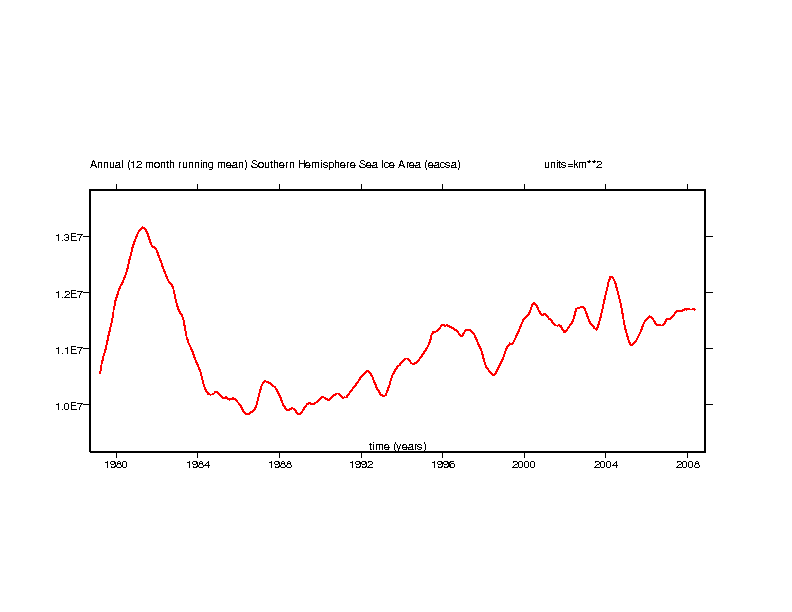 Annual (12 month running mean) Southern Hemisphere Sea Ice Area (eacsa) units=km**2
1.3E7
1.2E7
1.1E7
1.0E7
time (years)
1980 1984 1988 1992 1996 2000 2004 2008